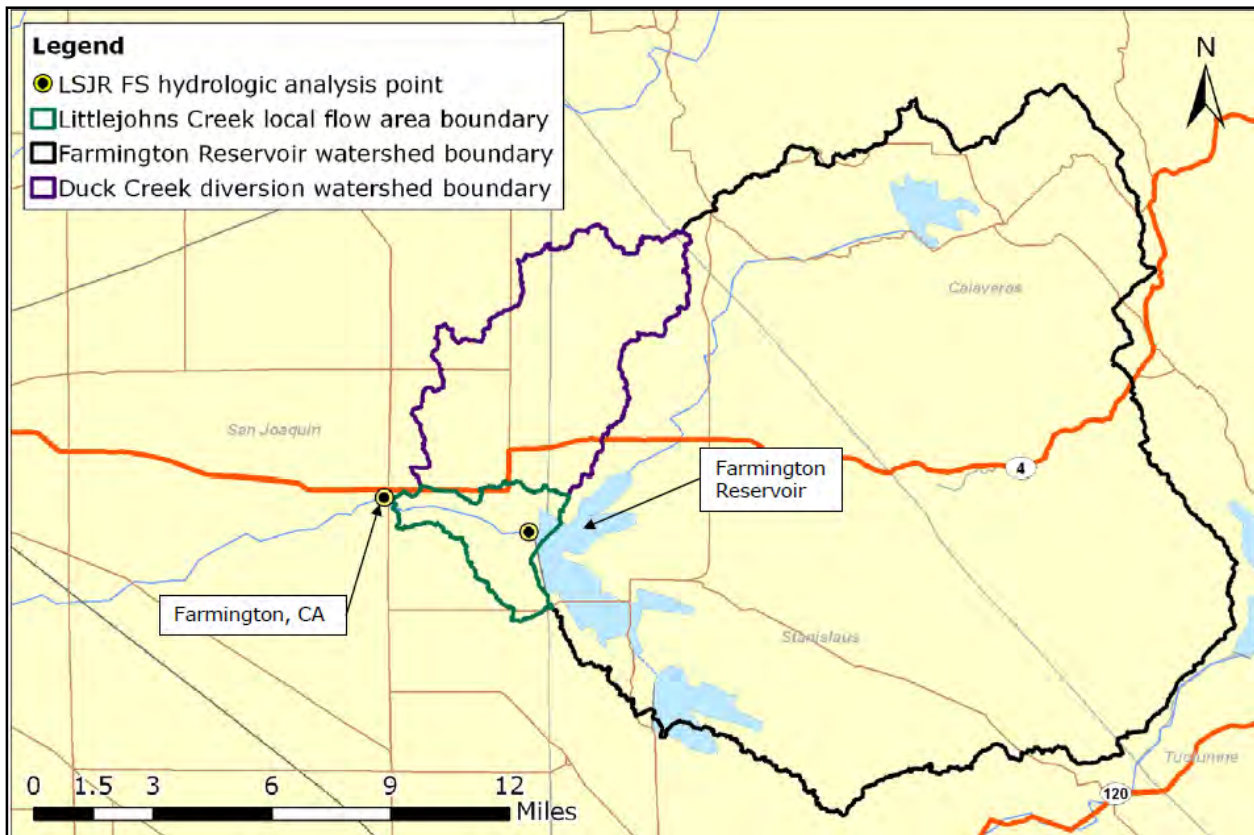 Legend
LSJR FS hydrologic analysis point
Littlejohns Creek local flow area boundary
Farmington Reservoir watershed boundary
Duck Creek diversion watershed boundary
N
Calaveras
San Joaquin
Farmington
Reservoir
4
Farmington, CA
Stanislaus
Tuolumne
120
0 1.5 3 6 9 12
Miles